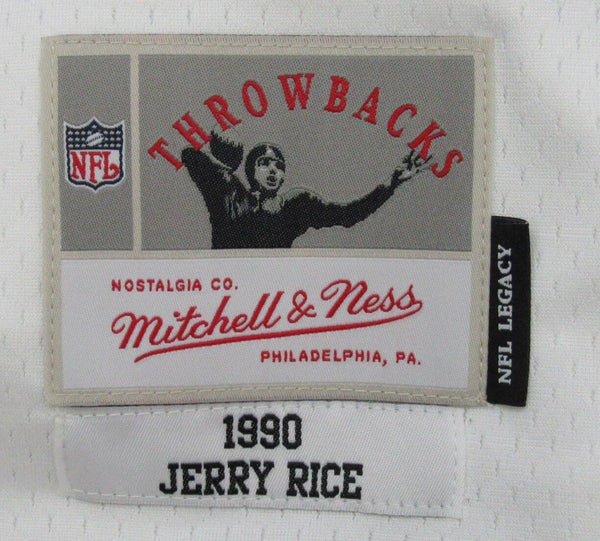 THROWBACKS
NFL
NOSTALGIA CO.
Mitchell & Ness
PHILADELPHIA, PA.
NFL LEGACY
1990
JERRY RICE